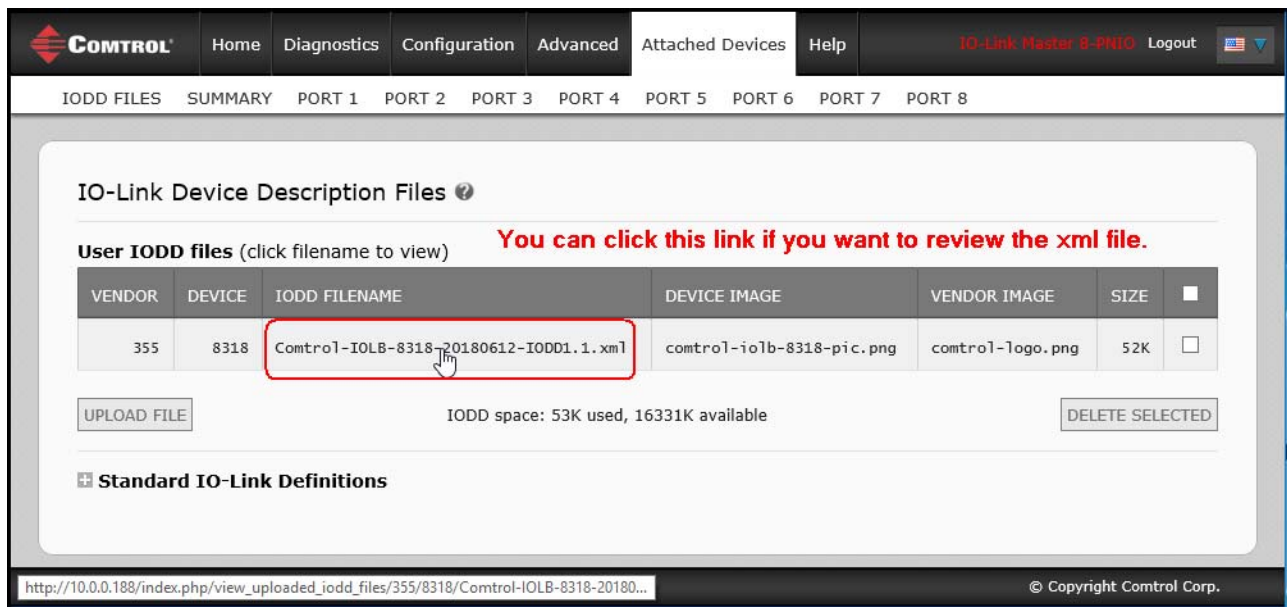 COMTROL Home Diagnostics Configuration Advanced Attached Devices Help IO-Link Master 8-PNIO Logout
IODD FILES SUMMARY PORT 1 PORT 2 PORT 3 PORT 4 PORT 5 PORT 6 PORT 7 PORT 8
IO-Link Device Description Files ?
You can click this link if you want to review the xml file.
User IODD files (click filename to view)
VENDOR DEVICE IODD FILENAME DEVICE IMAGE VENDOR IMAGE SIZE
355 8318 Comtrol-IOLB-8318-20180612-IODD1.1.xml comtrol-iolb-8318-pic.png comtrol-logo.png 52K
UPLOAD FILE IODD space: 53K used, 16331K available DELETE SELECTED
Standard IO-Link Definitions
http://10.0.0.188/index.php/view_uploaded_iodd_files/355/8318/Comtrol-IOLB-8318-20180... © Copyright Comtrol Corp.